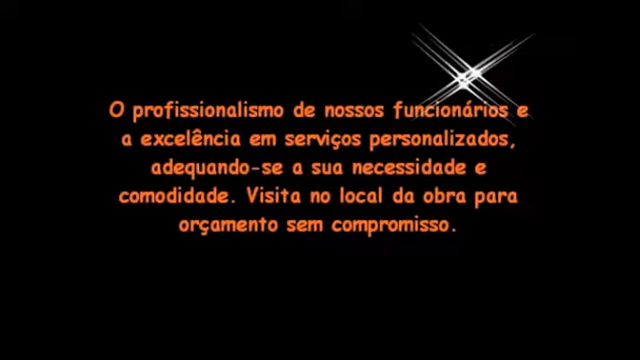 O profissionalismo de nossos funcionários e
a excelência em serviços personalizados,
adequando-se a sua necessidade e
comodidade. Visita no local da obra para
orçamento sem compromisso.